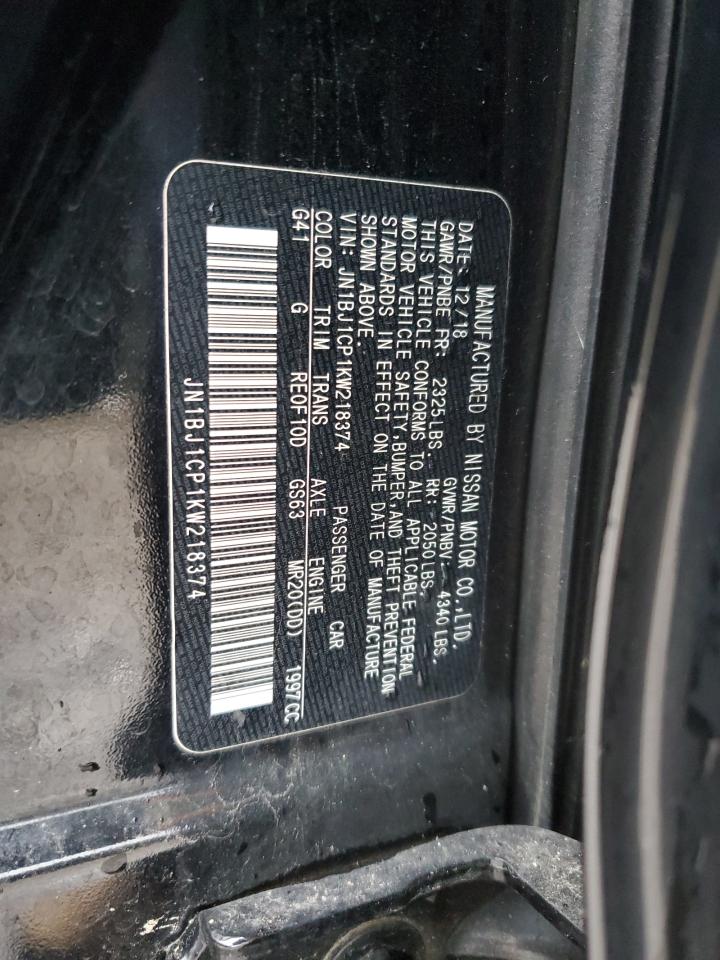 MANUFACTURED BY NISSAN MOTOR CO.,LTD.
DATE: 12/18 GVWR/PNBV: 4340 LBS.
GAWR/PNBE FR: 2325 LBS. RR: 2050 LBS.
THIS VEHICLE CONFORMS TO ALL APPLICABLE FEDERAL
MOTOR VEHICLE SAFETY,BUMPER,AND THEFT PREVENTION
STANDARDS IN EFFECT ON THE DATE OF MANUFACTURE
SHOWN ABOVE.
VIN: JN1BJ1CP1KW218374 PASSENGER CAR
COLOR TRIM TRANS AXLE ENGINE
G41 G RE0F10D GS63 MR20(DD) 1997CC
JN1BJ1CP1KW218374